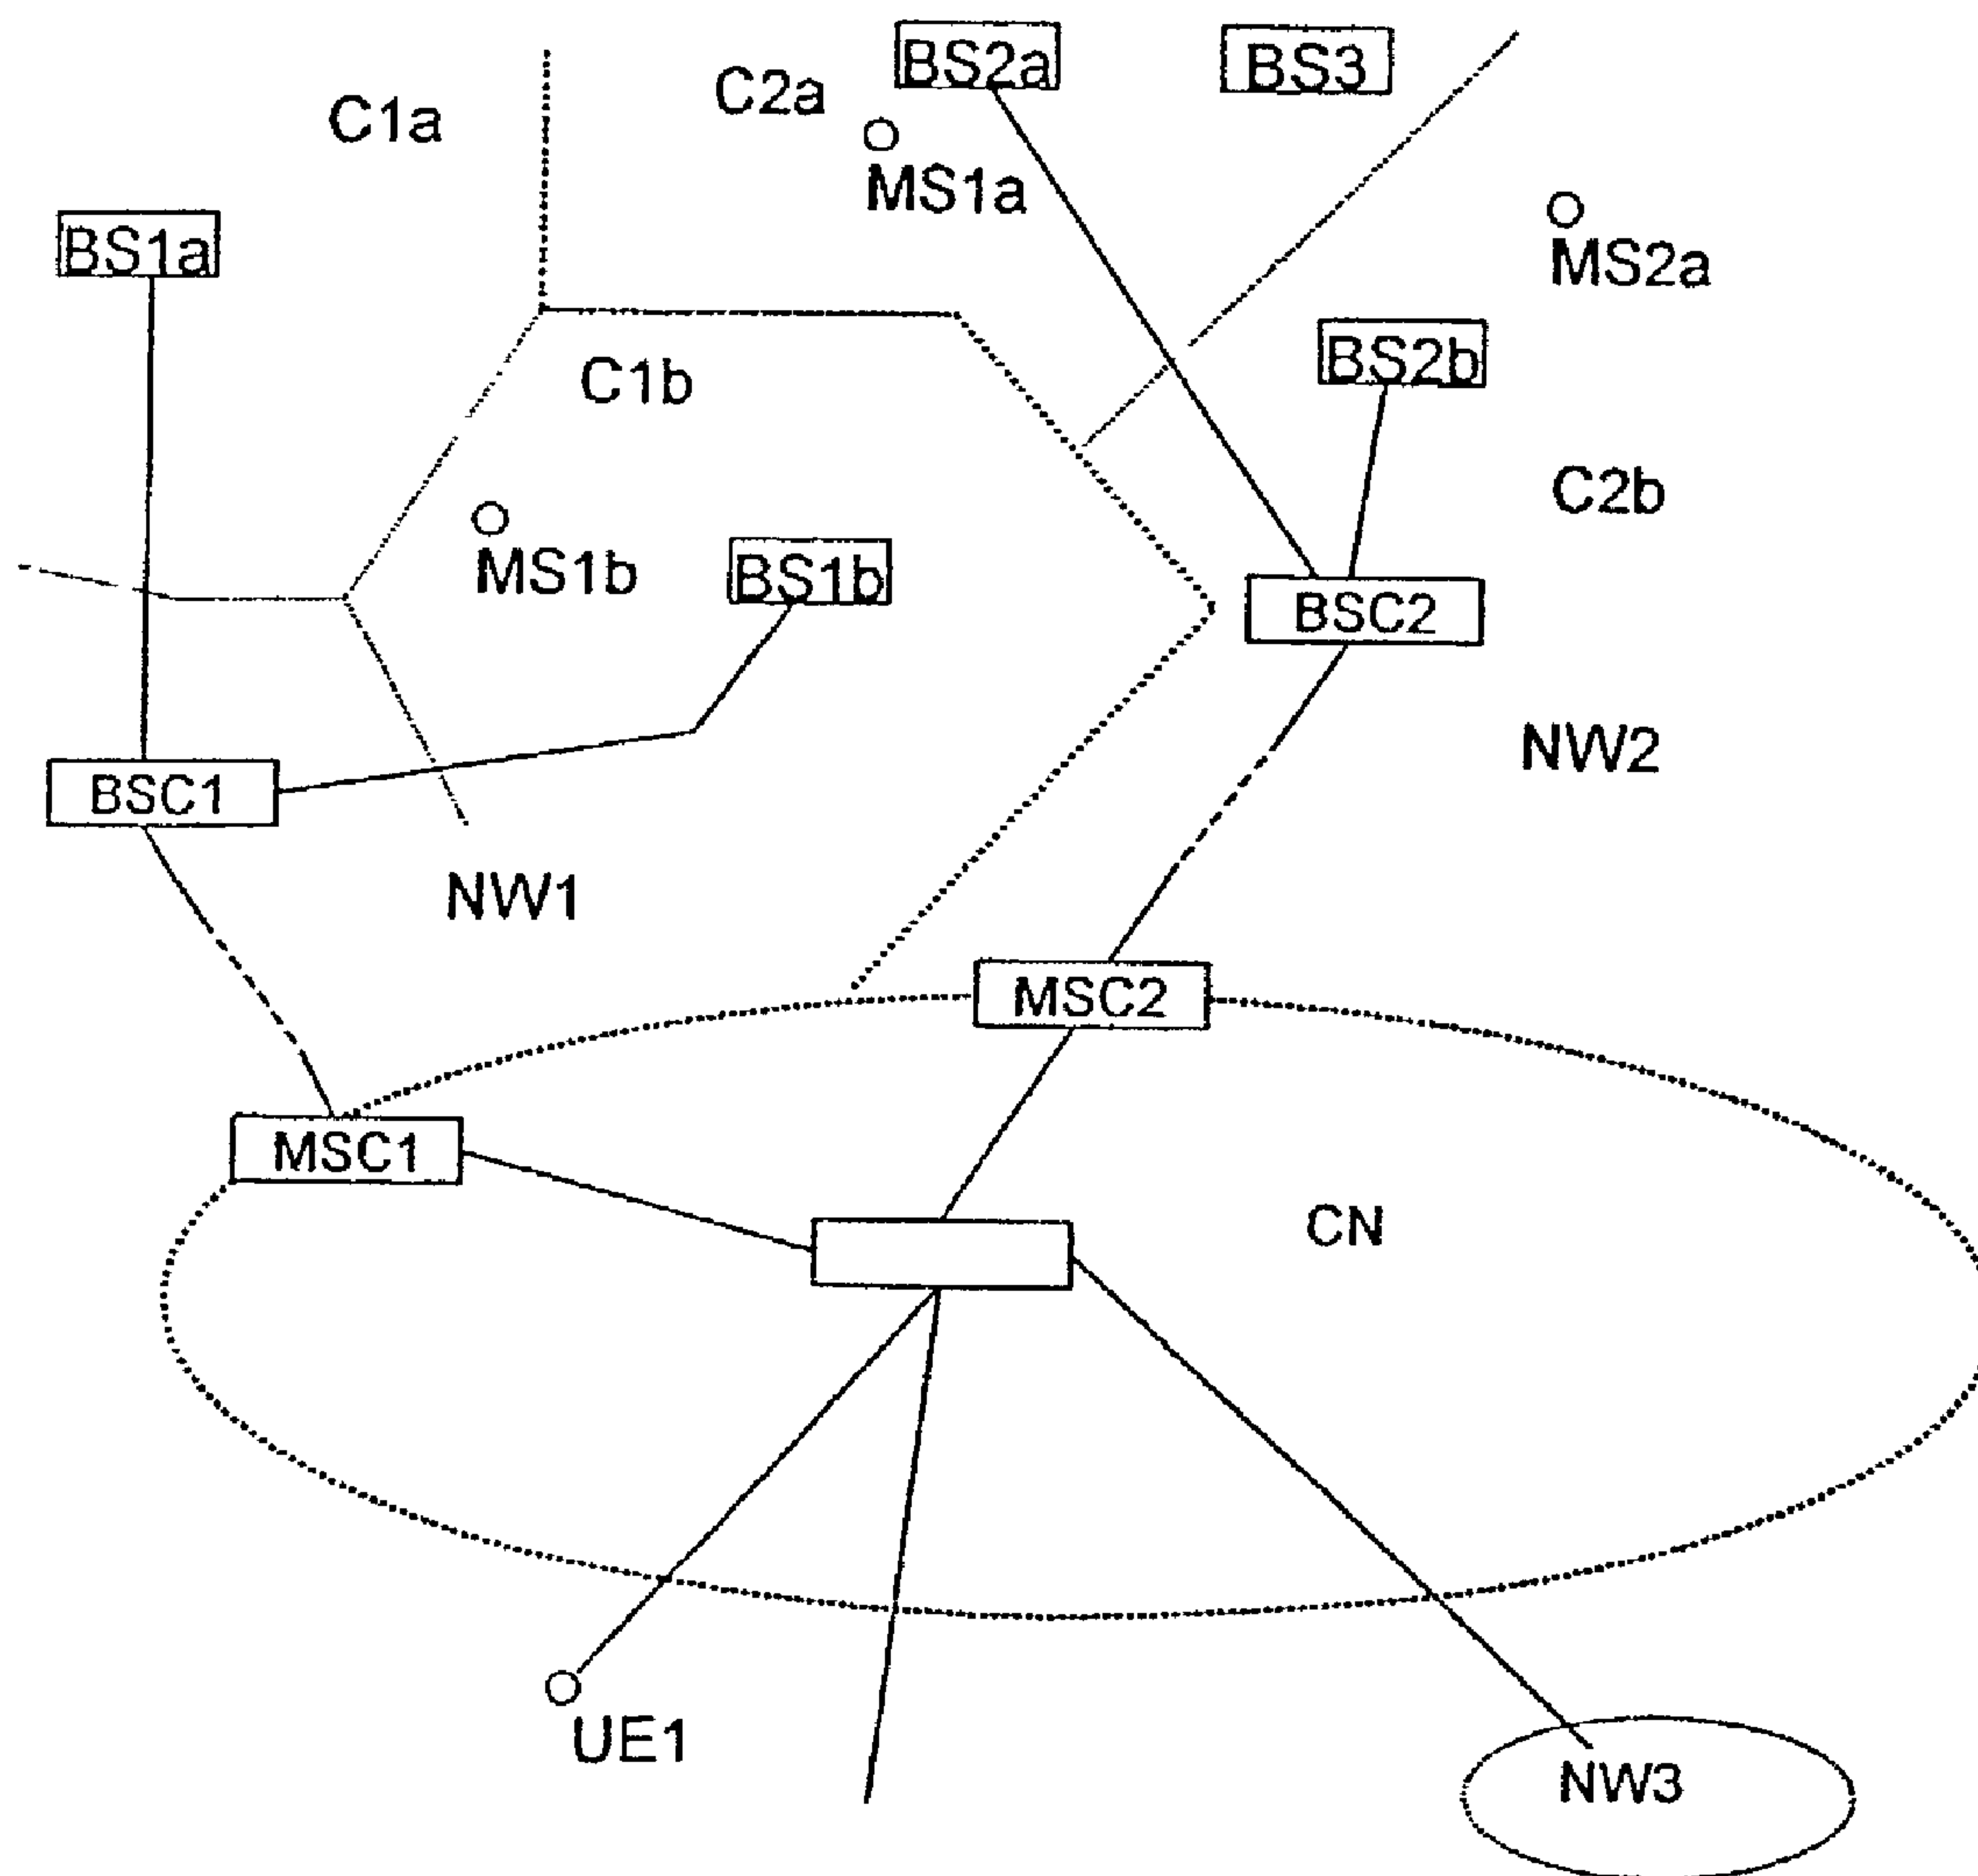 BS2a
BS3
C1a
C2a
MS1a
BS1a
MS2a
BS2b
C1b
C2b
MS1b
BS1b
BSC2
NW2
BSC1
NW1
MSC2
MSC1
CN
UE1
NW3